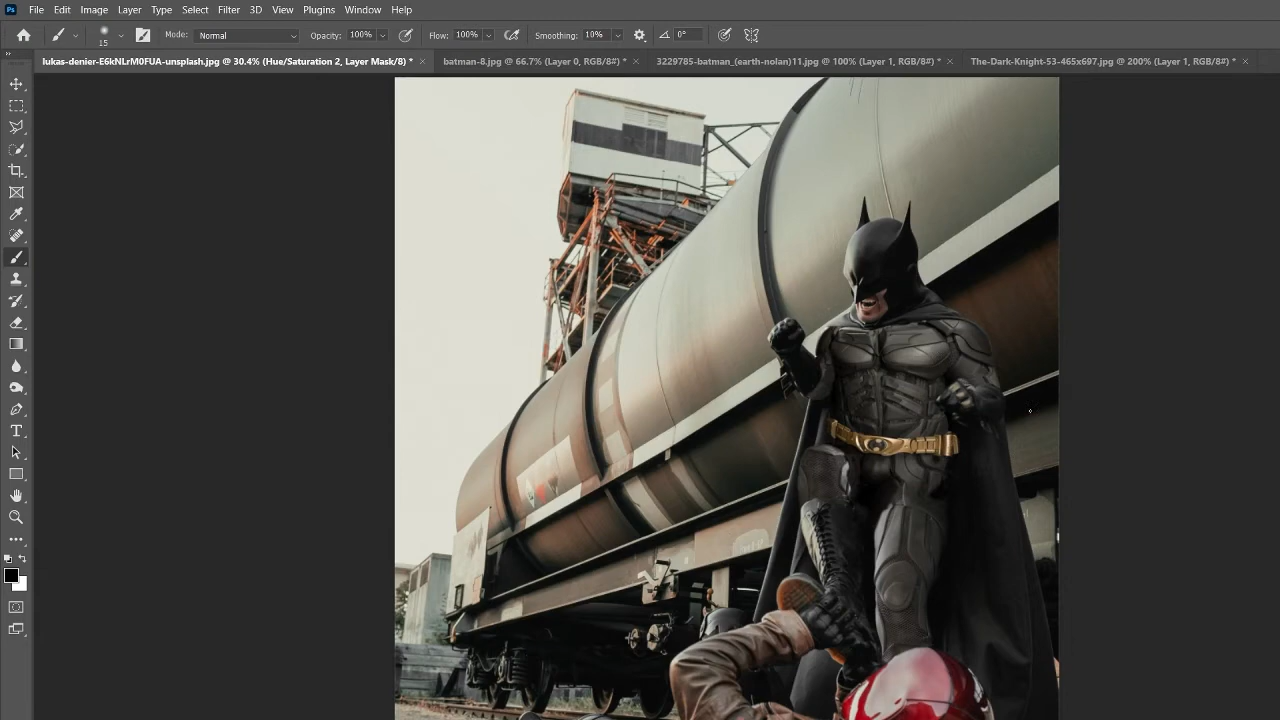 Ps File Edit Image Layer Type Select Filter 3D View Plugins Window Help
15 Mode: Normal Opacity: 100% Flow: 100% Smoothing: 10% 0°
lukas-denier-E6kNLrM0FUA-unsplash.jpg @ 30.4% (Hue/Saturation 2, Layer Mask/8) * × batman-8.jpg @ 66.7% (Layer 0, RGB/8#) * × 3229785-batman_(earth-nolan)11.jpg @ 100% (Layer 1, RGB/8#) * × The-Dark-Knight-53-465x697.jpg @ 200% (Layer 1, RGB/8#) * ×